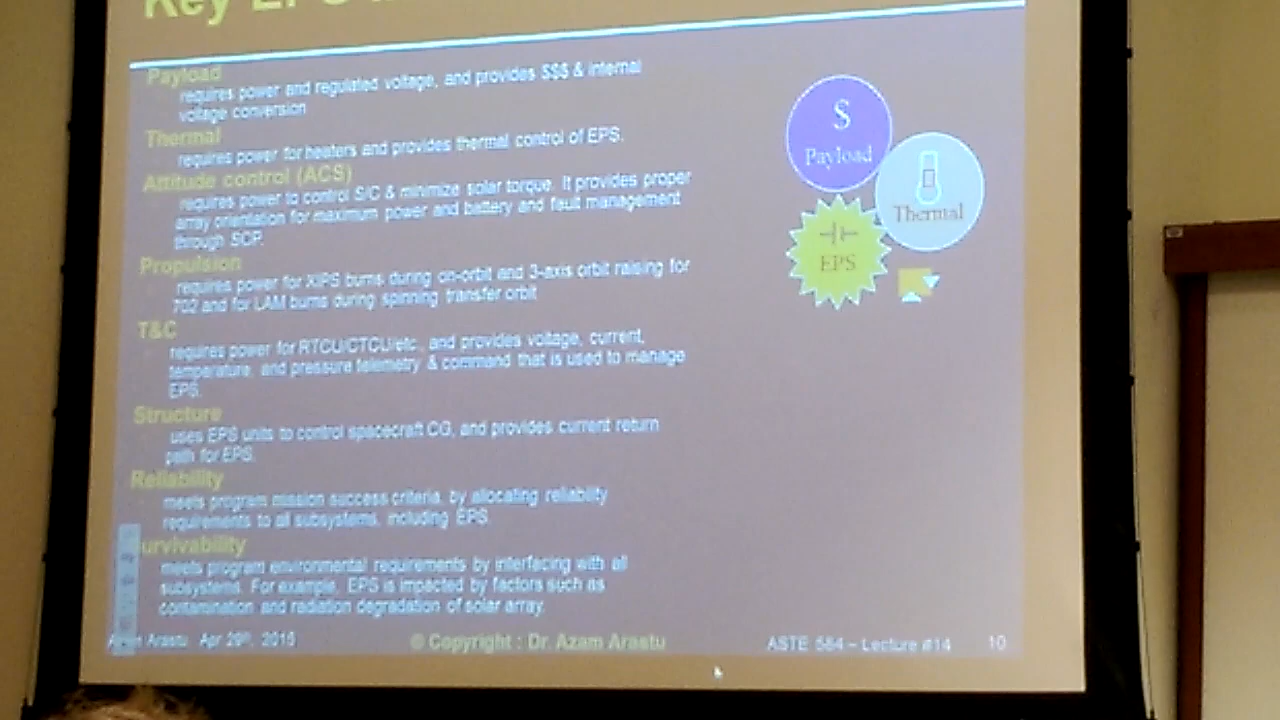 Key EPS
Payload
requires power and regulated voltage, and provides $$$ & internal
voltage conversion
Thermal
requires power for heaters and provides thermal control of EPS.
Attitude control (ACS)
requires power to control S/C & minimize solar torque. It provides proper
array orientation for maximum power and battery and fault management
through SCP.
Propulsion
requires power for XIPS burns during on-orbit and 3-axis orbit raising for
702 and for LAM burns during spinning transfer orbit
T&C
requires power for RTCU/CTCU/etc., and provides voltage, current,
temperature and pressure telemetry & command that is used to manage
EPS.
Structure
uses EPS units to control spacecraft CG, and provides current return
path for EPS.
Reliability
meets program mission success criteria, by allocating reliability
requirements to all subsystems, including EPS.
urvivability
meets program environmental requirements by interfacing with all
subsystems. For example, EPS is impacted by factors such as
contamination and radiation degradation of solar array.
S
Payload
Thermal
EPS
Arastu Apr 29th, 2015
© Copyright : Dr. Azam Arastu
ASTE 584 – Lecture #14
10